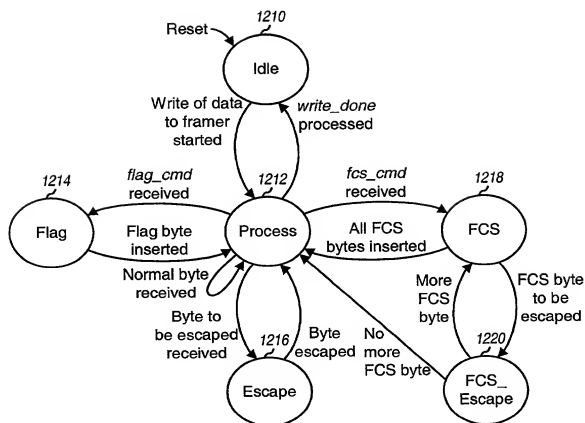 1210
Reset
Idle
Write of data
to framer
started
write_done
processed
1214
flag_cmd
received
1212
fcs_cmd
received
1218
Flag
Flag byte
inserted
Process
All FCS
bytes inserted
FCS
Normal byte
received
More
FCS
byte
FCS byte
to be
escaped
Byte to
be escaped
received
1216
Byte
escaped
No
more
FCS byte
1220
Escape
FCS_
Escape